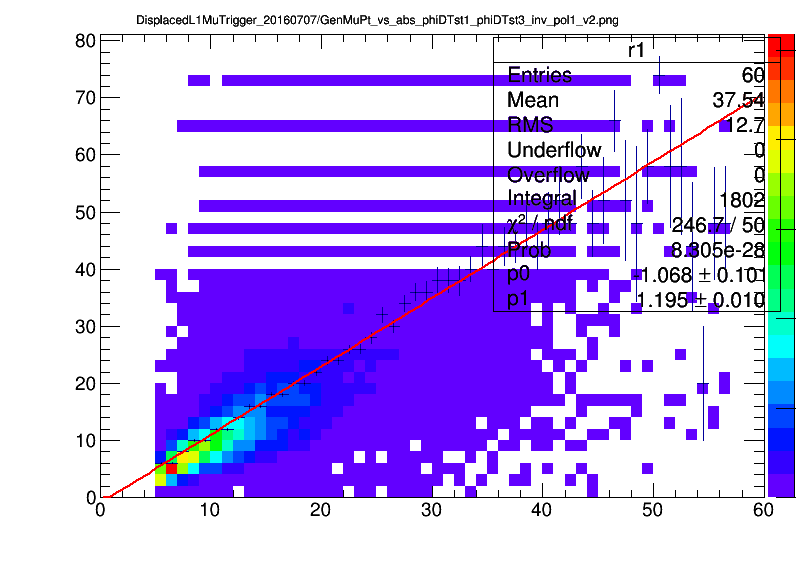 DisplacedL1MuTrigger_20160707/GenMuPt_vs_abs_phiDTst1_phiDTst3_inv_pol1_v2.png
r1
Entries 60
Mean 37.54
RMS 12.7
Underflow 0
Overflow 0
Integral 1802
χ² / ndf 246.7 / 50
Prob 8.305e-28
p0 -1.068 ± 0.101
p1 1.195 ± 0.010
80
70
60
50
40
30
20
10
0
0 10 20 30 40 50 60